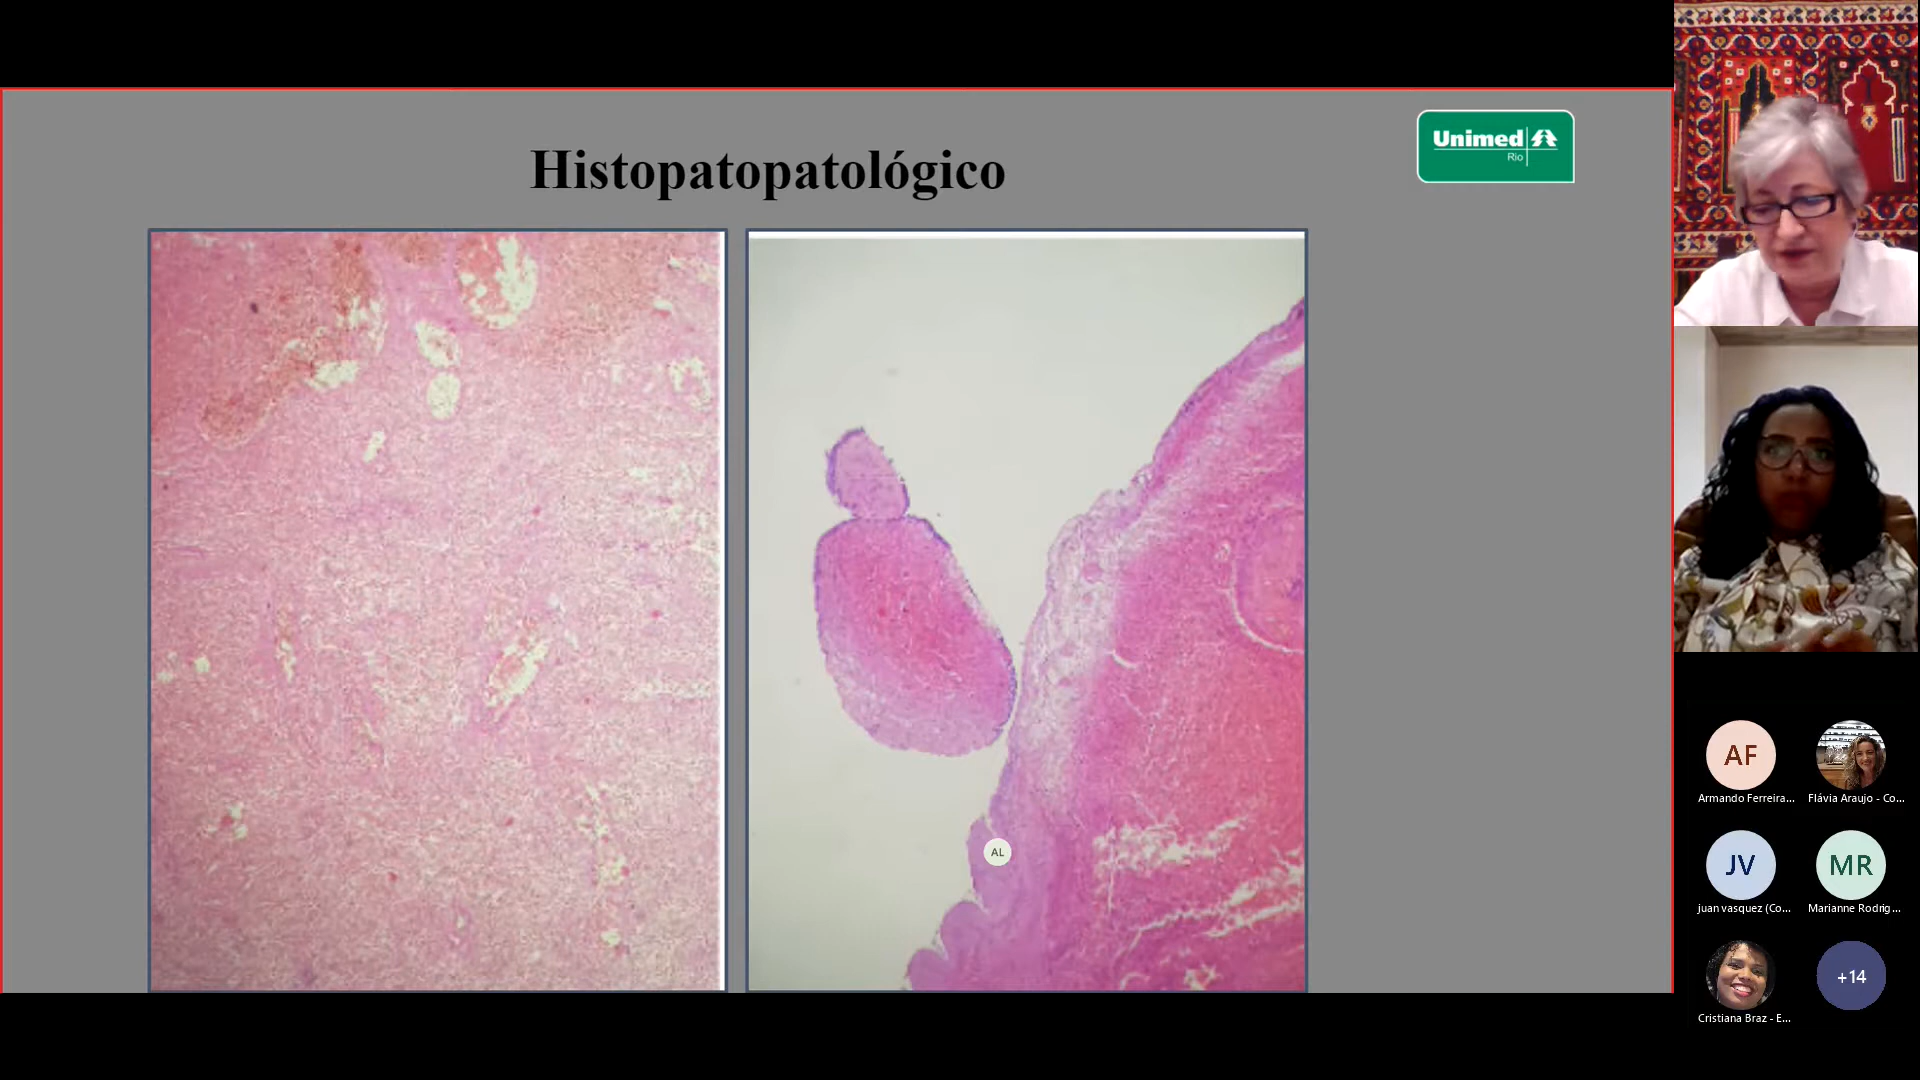 Histopatopatológico
Unimed
Rio
AL
AF
Armando Ferreira...
Flávia Araujo - Co...
JV
juan vasquez (Co...
MR
Marianne Rodrig...
Cristiana Braz - E...
+14